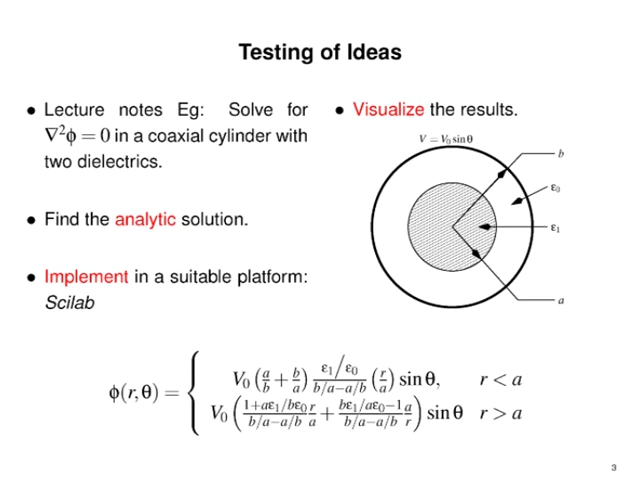 Testing of Ideas
• Lecture notes Eg: Solve for
∇²ϕ = 0 in a coaxial cylinder with
two dielectrics.
• Find the analytic solution.
• Implement in a suitable platform:
Scilab
• Visualize the results.
V = V₀ sin θ
b
ε₀
ε₁
a
ϕ(r,θ) = { V₀ (a/b + b/a) (ε₁/ε₀)/(b/a−a/b) (r/a) sin θ, r < a
V₀ ((1+aε₁/bε₀)/(b/a−a/b) r/a + (bε₁/aε₀−1)/(b/a−a/b) a/r) sin θ r > a
3